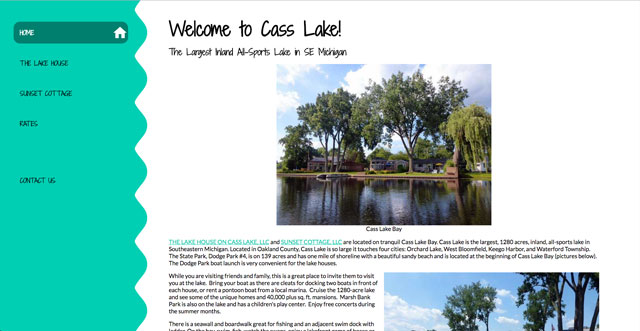 HOME
THE LAKE HOUSE
SUNSET COTTAGE
RATES
CONTACT US
Welcome to Cass Lake!
The Largest Inland All-Sports Lake in SE Michigan
Cass Lake Bay
THE LAKE HOUSE ON CASS LAKE, LLC and SUNSET COTTAGE, LLC are located on tranquil Cass Lake Bay. Cass Lake is the largest, 1280 acres, inland, all-sports lake in
Southeastern Michigan. Located in Oakland County, Cass Lake is so large it touches four cities: Orchard Lake, West Bloomfield, Keego Harbor, and Waterford Township.
The State Park, Dodge Park #4, is on 139 acres and has one mile of shoreline with a beautiful sandy beach and is located at the beginning of Cass Lake Bay (pictures below).
The Dodge Park boat launch is very convenient for the lake houses.
While you are visiting friends and family, this is a great place to invite them to visit
you at the lake. Bring your boat as there are cleats for docking two boats in front of
each house, or rent a pontoon boat from a local marina. Cruise the 1280-acre lake
and see some of the unique homes and 40,000 plus sq. ft. mansions. Marsh Bank
Park is also on the lake and has a children's play center. Enjoy free concerts during
the summer months.
There is a seawall and boardwalk great for fishing and an adjacent swim dock with